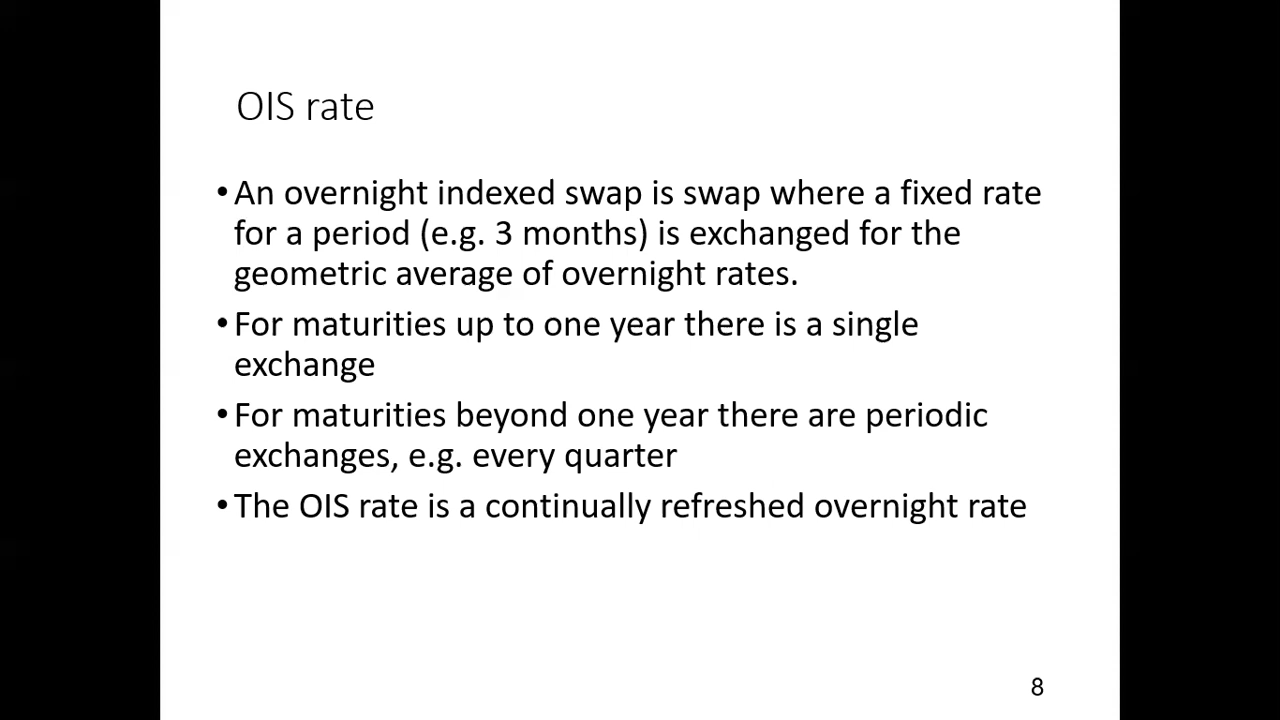 OIS rate
• An overnight indexed swap is swap where a fixed rate
for a period (e.g. 3 months) is exchanged for the
geometric average of overnight rates.
• For maturities up to one year there is a single
exchange
• For maturities beyond one year there are periodic
exchanges, e.g. every quarter
• The OIS rate is a continually refreshed overnight rate
8